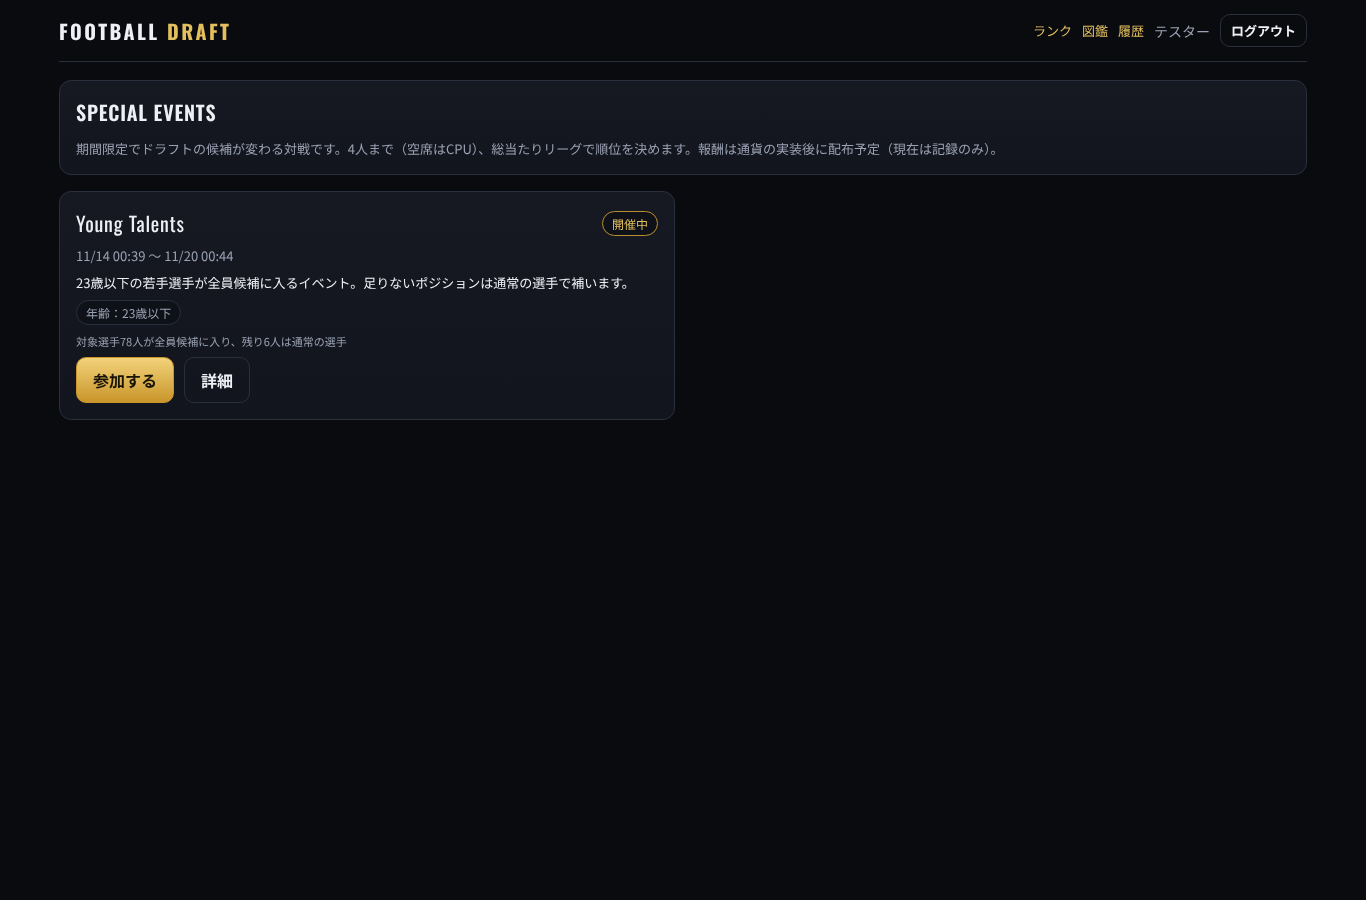 FOOTBALL DRAFT
ランク 図鑑 履歴 テスター ログアウト
SPECIAL EVENTS
期間限定でドラフトの候補が変わる対戦です。4人まで（空席はCPU）、総当たりリーグで順位を決めます。報酬は通貨の実装後に配布予定（現在は記録のみ）。
Young Talents 開催中
11/14 00:39 〜 11/20 00:44
23歳以下の若手選手が全員候補に入るイベント。足りないポジションは通常の選手で補います。
年齢：23歳以下
対象選手78人が全員候補に入り、残り6人は通常の選手
参加する 詳細